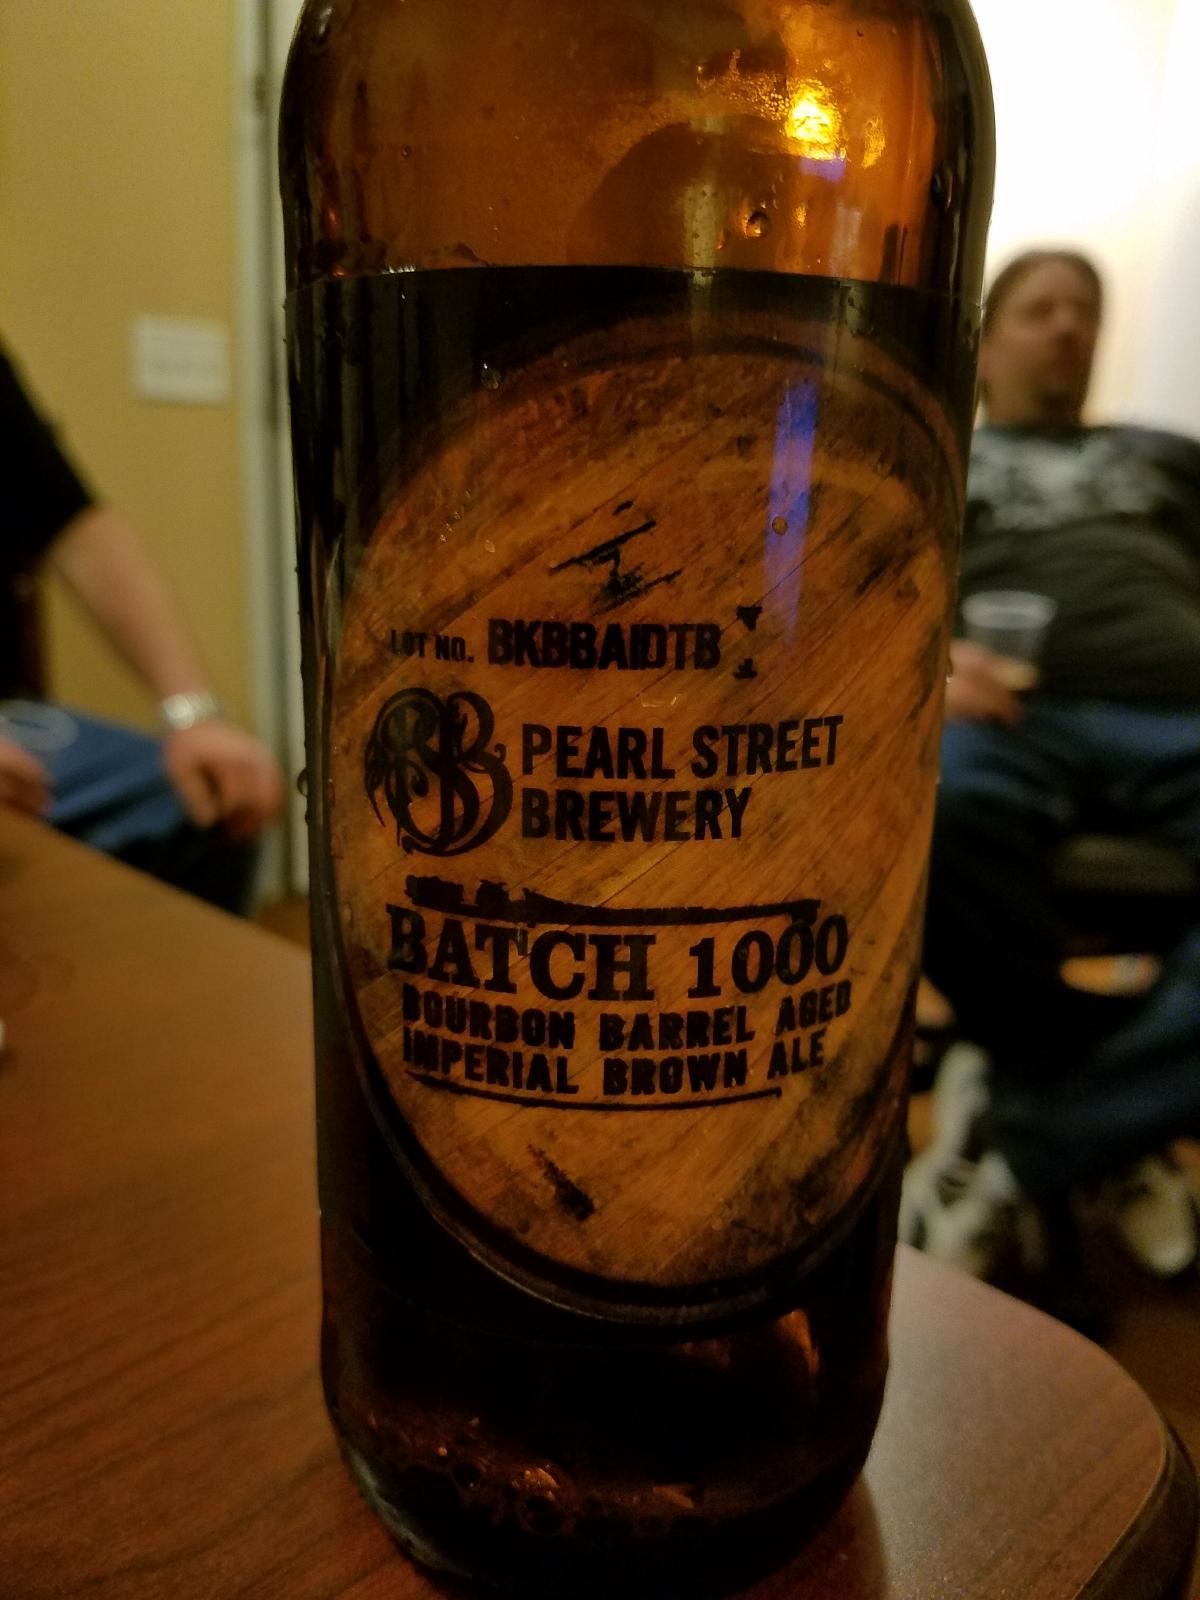 LOT NO. BKBBAIDTB
PEARL STREET
BREWERY
BATCH 1000
BOURBON BARREL AGED
IMPERIAL BROWN ALE